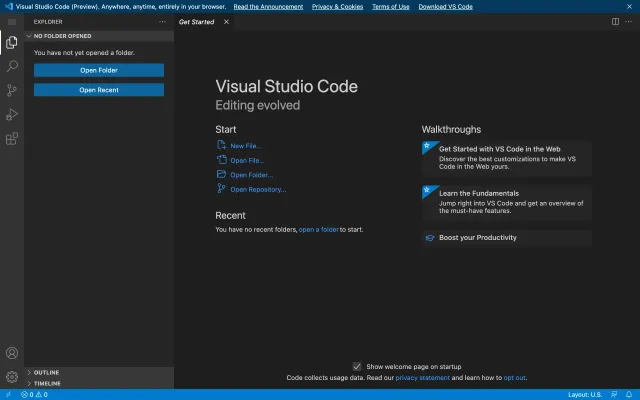 Visual Studio Code (Preview). Anywhere, anytime, entirely in your browser. Read the Announcement Privacy & Cookies Terms of Use Download VS Code
EXPLORER
Get Started
NO FOLDER OPENED
You have not yet opened a folder.
Open Folder
Open Recent
Visual Studio Code
Editing evolved
Start
New File...
Open File...
Open Folder...
Open Repository...
Recent
You have no recent folders, open a folder to start.
Walkthroughs
Get Started with VS Code in the Web
Discover the best customizations to make VS
Code in the Web yours.
Learn the Fundamentals
Jump right into VS Code and get an overview of
the must-have features.
Boost your Productivity
Show welcome page on startup
Code collects usage data. Read our privacy statement and learn how to opt out.
OUTLINE
TIMELINE
0 0
Layout: U.S.